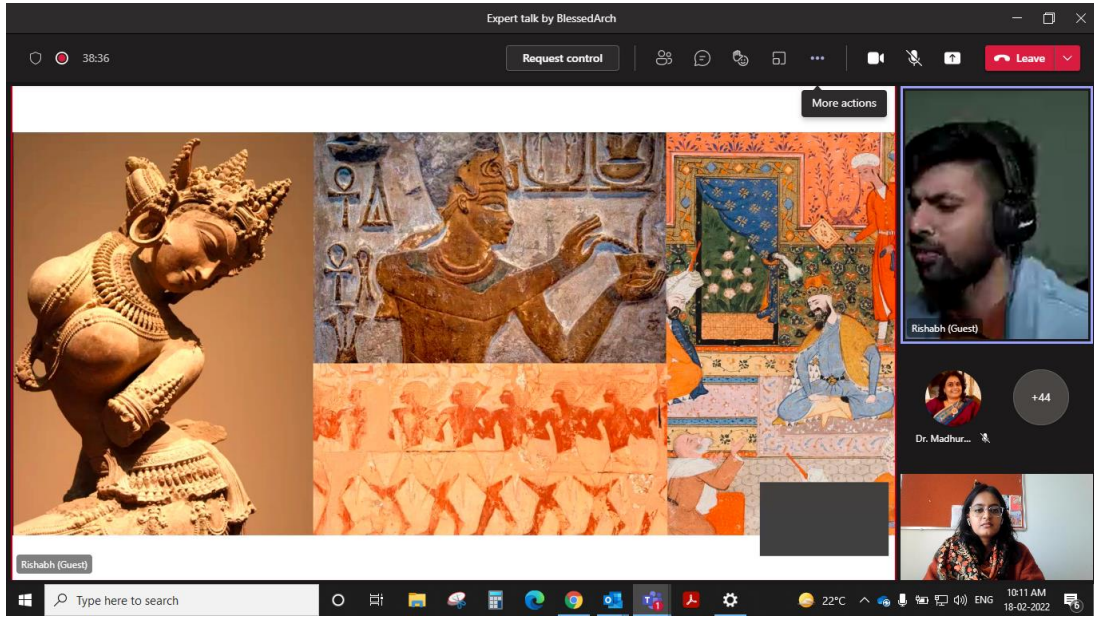 Expert talk by BlessedArch
38:36
Request control
Leave
More actions
Rishabh (Guest)
+44
Dr. Madhur...
Rishabh (Guest)
Type here to search
22°C
ENG
10:11 AM
18-02-2022
6